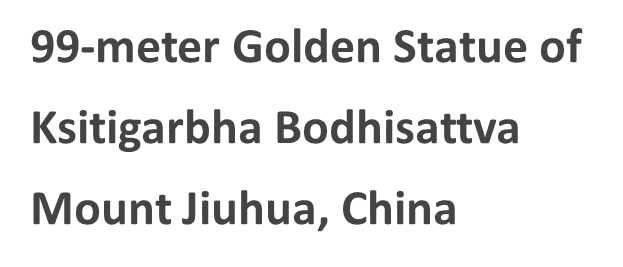 99-meter Golden Statue of
Ksitigarbha Bodhisattva
Mount Jiuhua, China